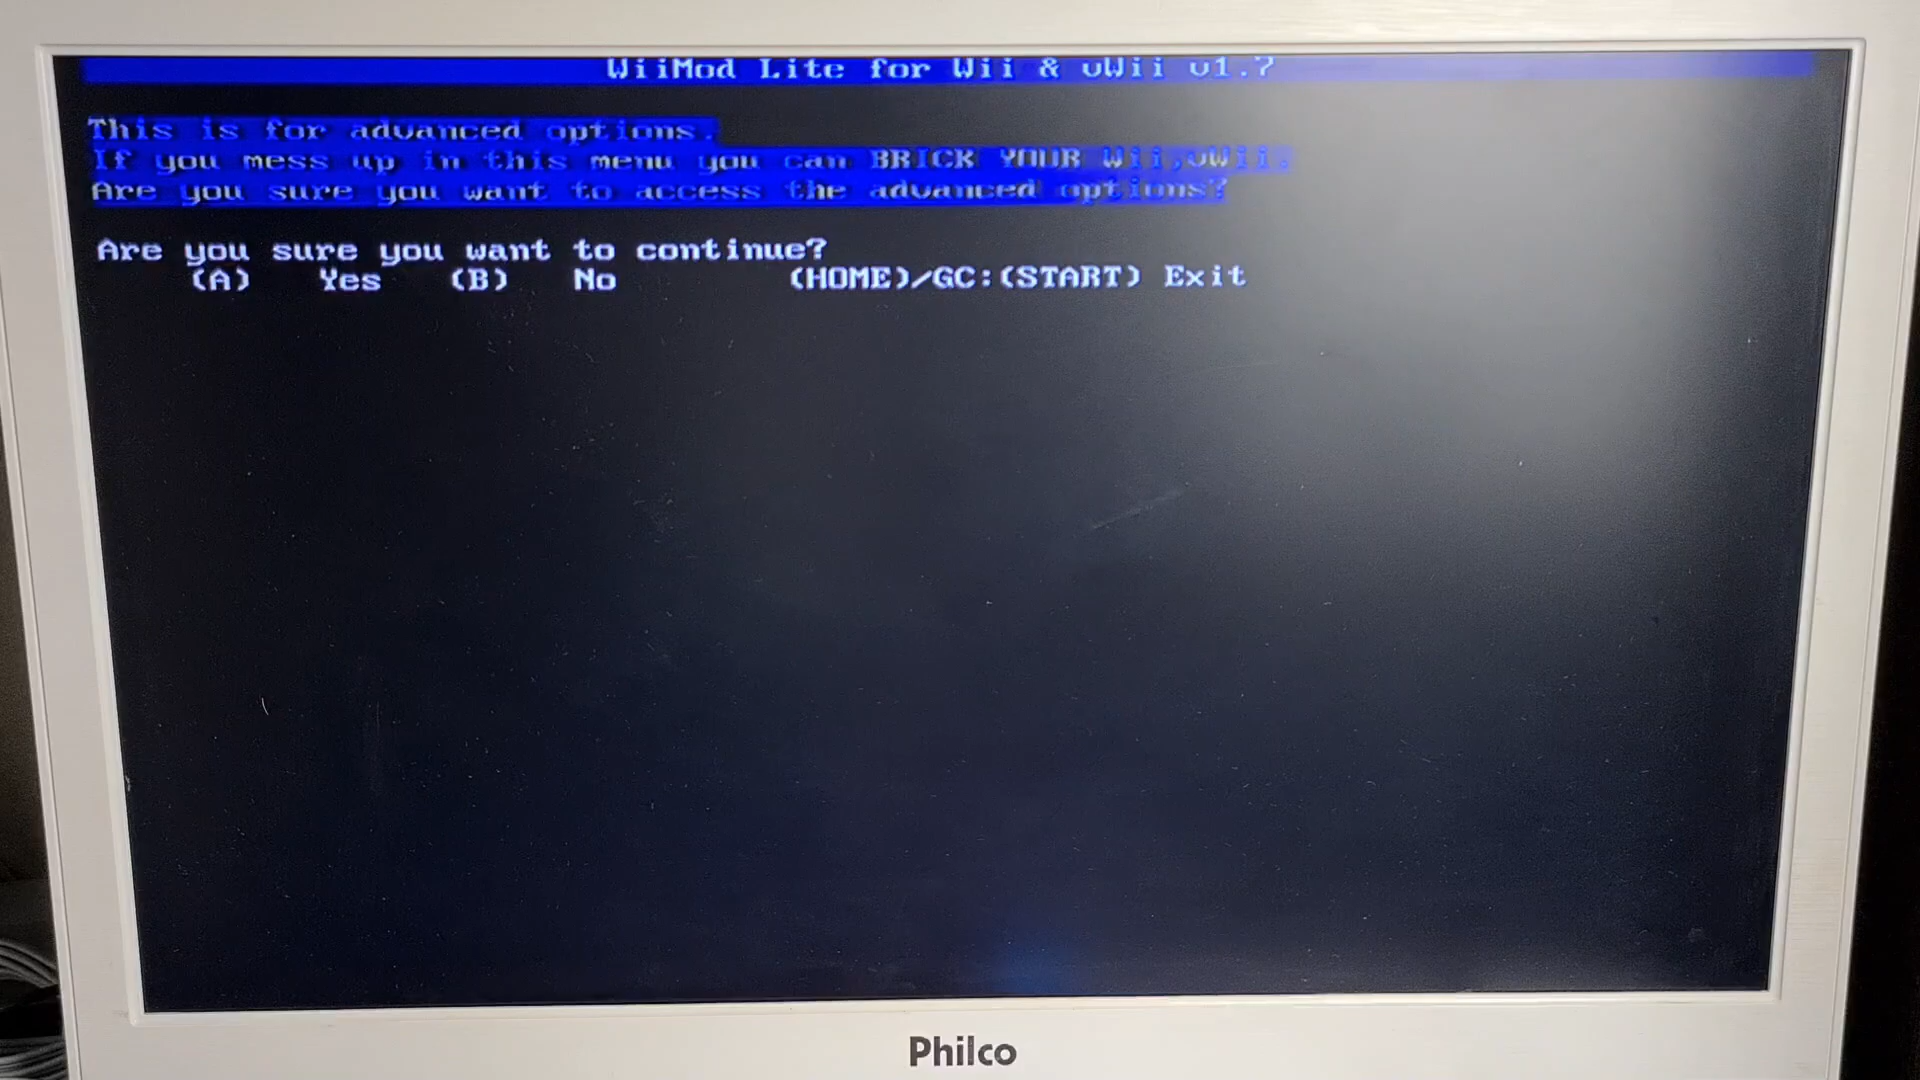 WiiMod Lite for Wii & vWii v1.7
This is for advanced options.
If you mess up in this menu you can BRICK YOUR Wii,vWii!
Are you sure you want to access the advanced options?
Are you sure you want to continue?
(A) Yes (B) No (HOME)/GC:(START) Exit
Philco